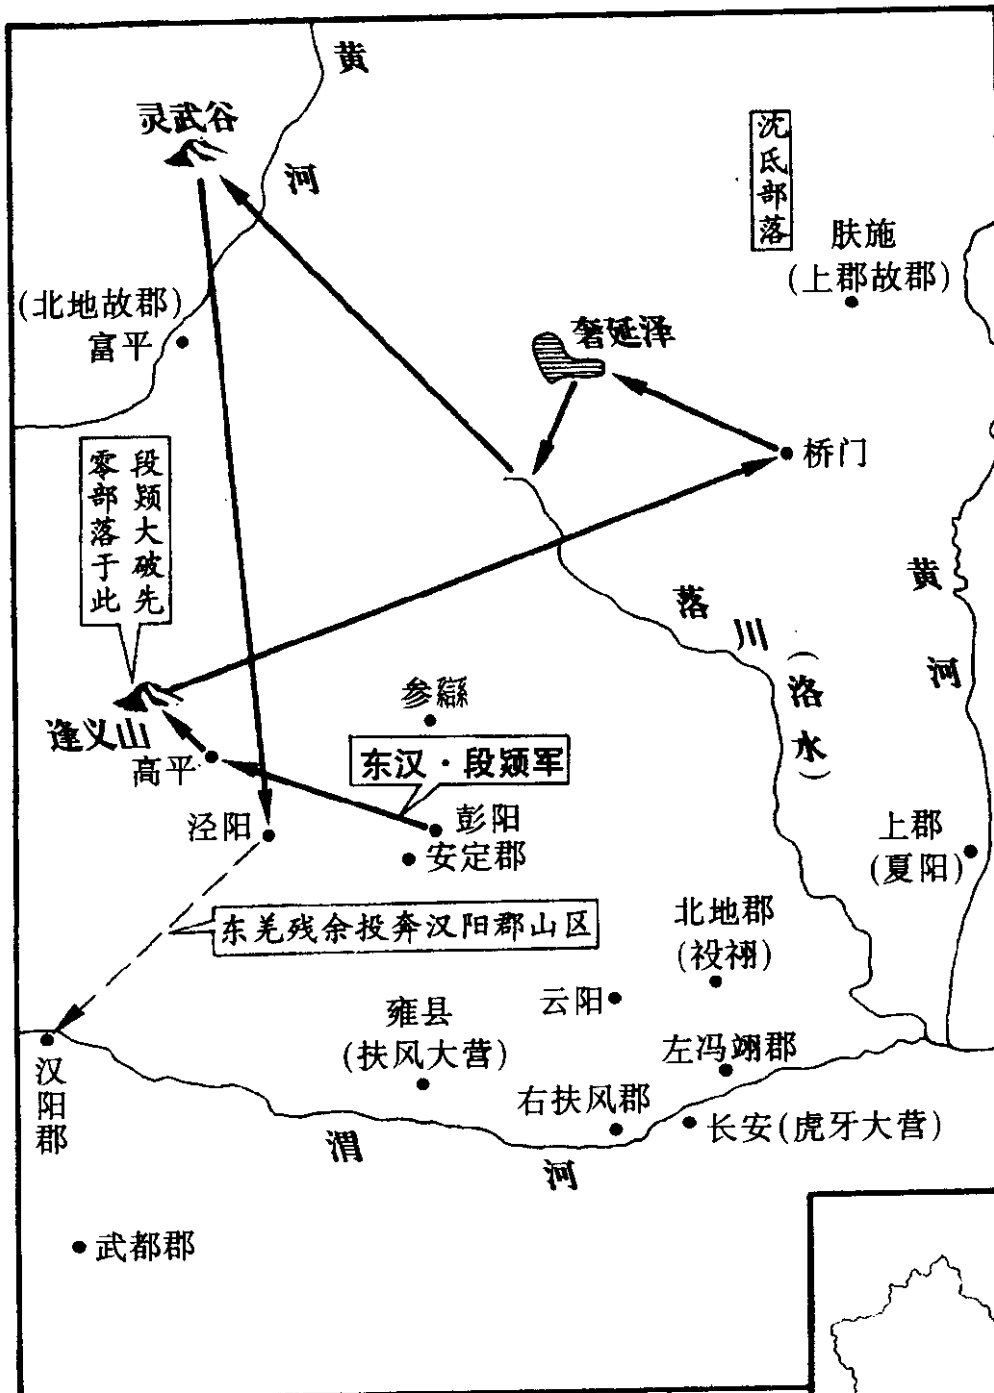 黄
河
灵武谷
沈氐部落
肤施
(上郡故郡)
(北地故郡)
富平
奢延泽
桥门
段颎大破先
零部落于此
黄
河
落
川
(洛水)
参䜌
逢义山
高平
东汉·段颎军
泾阳
彭阳
安定郡
上郡
(夏阳)
东羌残余投奔汉阳郡山区
北地郡
(祋祤)
云阳
雍县
(扶风大营)
左冯翊郡
汉阳郡
右扶风郡
长安(虎牙大营)
渭
河
武都郡